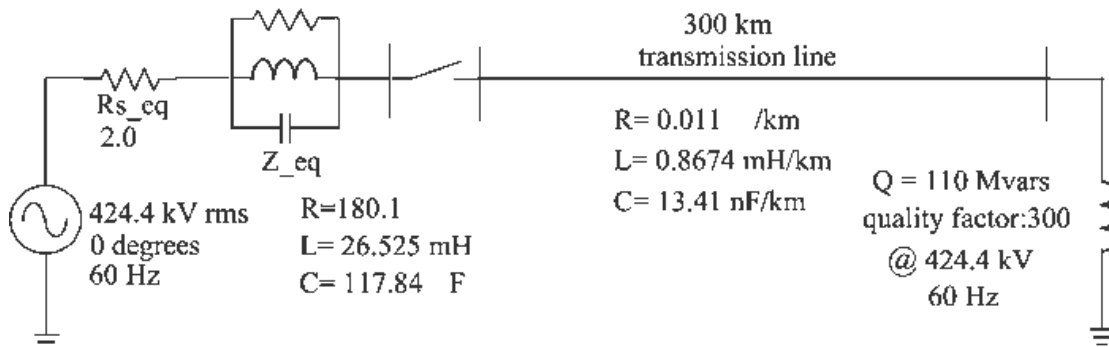 300 km
transmission line
Rs_eq
2.0
Z_eq
R= 0.011 /km
L= 0.8674 mH/km
C= 13.41 nF/km
424.4 kV rms
0 degrees
60 Hz
R=180.1
L= 26.525 mH
C= 117.84 F
Q = 110 Mvars
quality factor:300
@ 424.4 kV
60 Hz